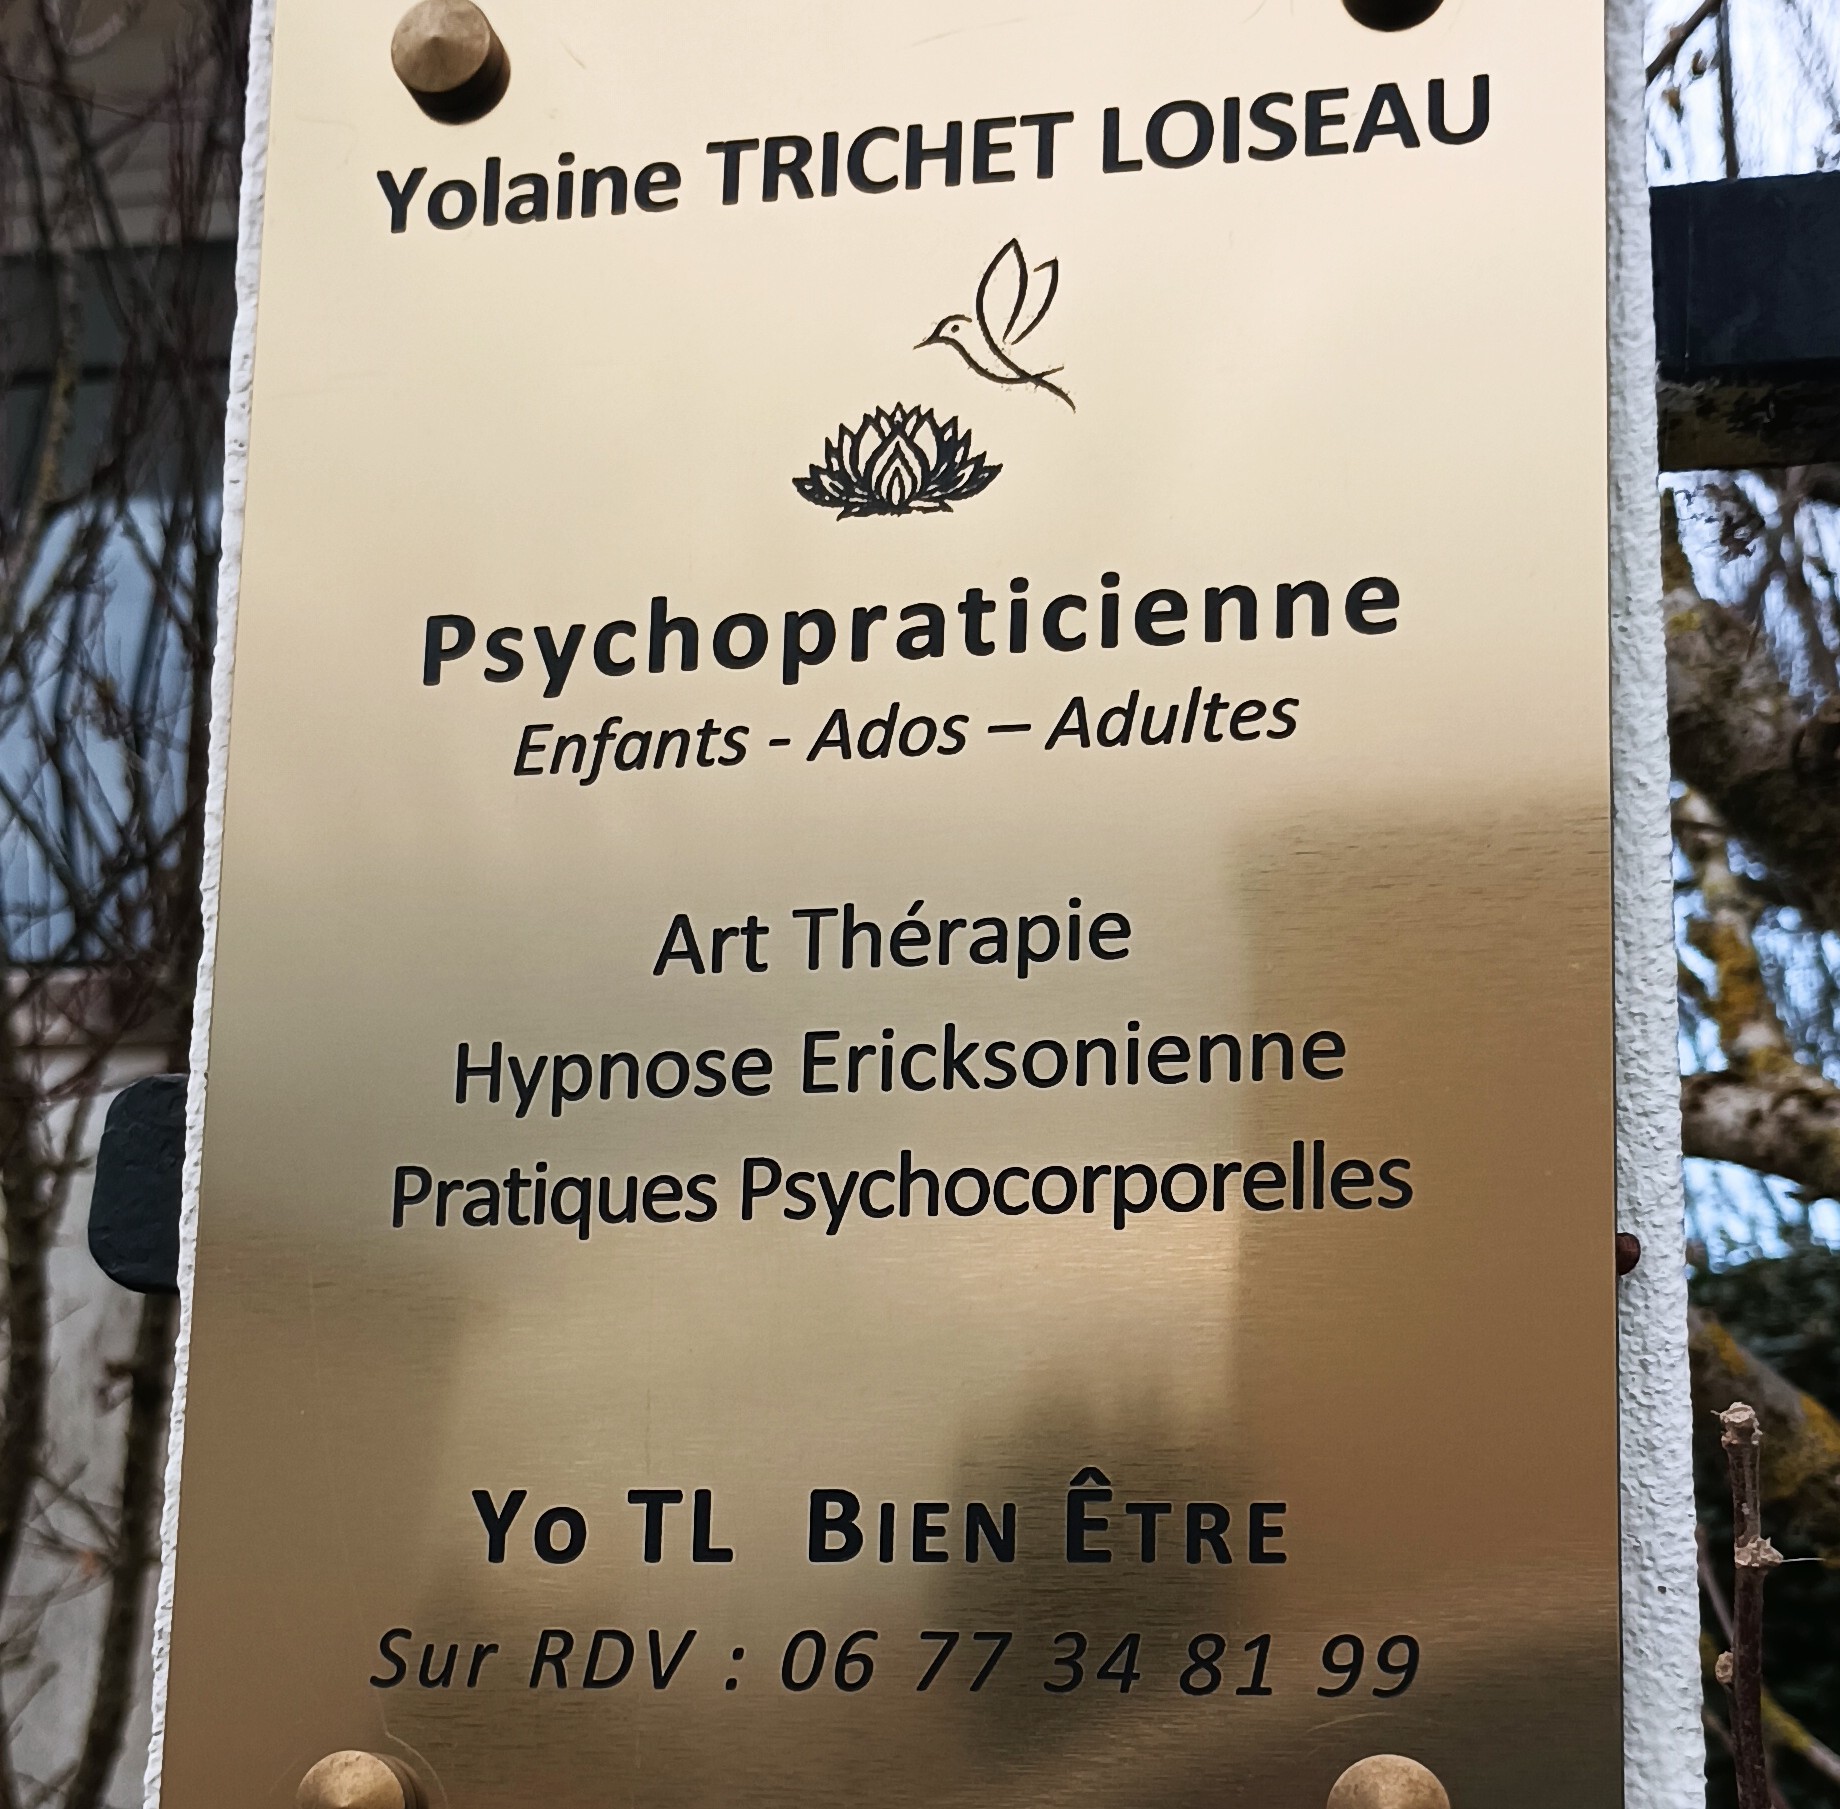 Yolaine TRICHET LOISEAU
Psychopraticienne
Enfants - Ados – Adultes
Art Thérapie
Hypnose Ericksonienne
Pratiques Psychocorporelles
Yo TL BIEN ÊTRE
Sur RDV : 06 77 34 81 99